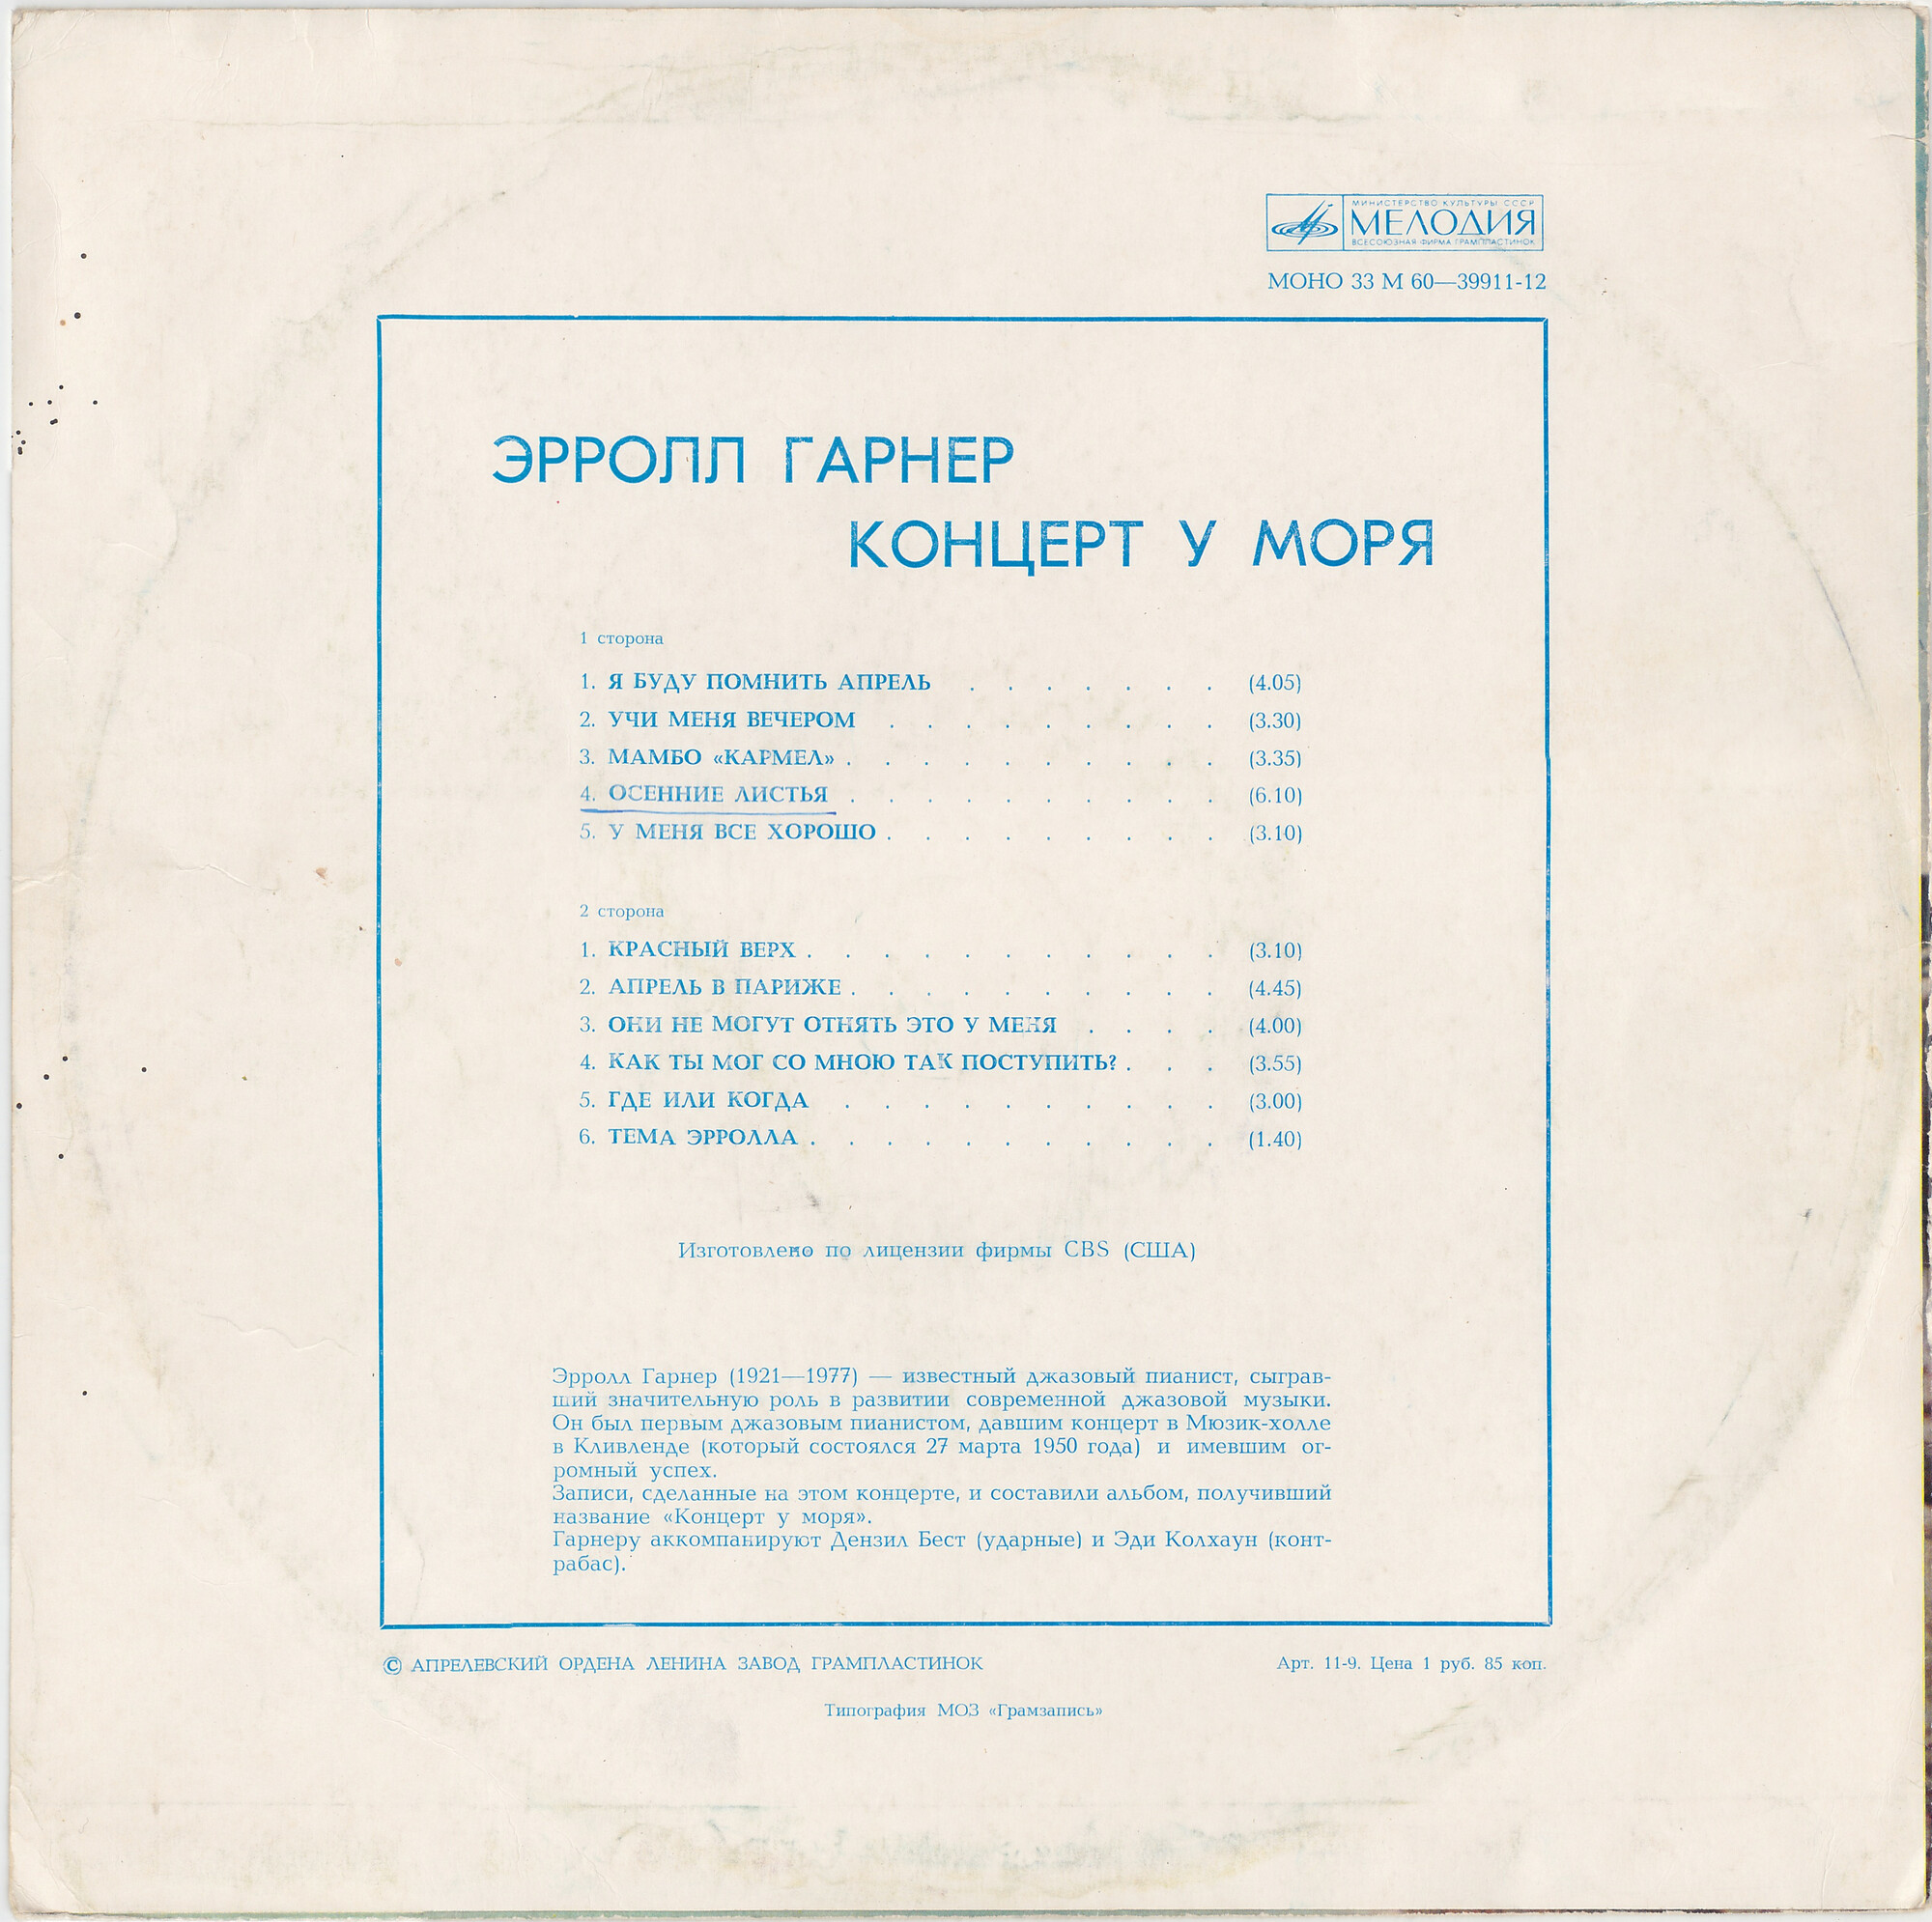 МИНИСТЕРСТВО КУЛЬТУРЫ СССР
МЕЛОДИЯ
ВСЕСОЮЗНАЯ ФИРМА ГРАМПЛАСТИНОК
МОНО 33 М 60—39911-12
ЭРРОЛЛ ГАРНЕР
КОНЦЕРТ У МОРЯ
1 сторона
1. Я БУДУ ПОМНИТЬ АПРЕЛЬ . . . . . . . (4.05)
2. УЧИ МЕНЯ ВЕЧЕРОМ . . . . . . . . . (3.30)
3. МАМБО «КАРМЕЛ» . . . . . . . . . . (3.35)
4. ОСЕННИЕ ЛИСТЬЯ . . . . . . . . . . (6.10)
5. У МЕНЯ ВСЕ ХОРОШО . . . . . . . . . (3.10)
2 сторона
1. КРАСНЫЙ ВЕРХ . . . . . . . . . . . (3.10)
2. АПРЕЛЬ В ПАРИЖЕ . . . . . . . . . . (4.45)
3. ОНИ НЕ МОГУТ ОТНЯТЬ ЭТО У МЕНЯ . . . . (4.00)
4. КАК ТЫ МОГ СО МНОЮ ТАК ПОСТУПИТЬ? . . . (3.55)
5. ГДЕ ИЛИ КОГДА . . . . . . . . . . (3.00)
6. ТЕМА ЭРРОЛЛА . . . . . . . . . . . (1.40)
Изготовлено по лицензии фирмы CBS (США)
Эрролл Гарнер (1921—1977) — известный джазовый пианист, сыграв-
ший значительную роль в развитии современной джазовой музыки.
Он был первым джазовым пианистом, давшим концерт в Мюзик-холле
в Кливленде (который состоялся 27 марта 1950 года) и имевшим ог-
ромный успех.
Записи, сделанные на этом концерте, и составили альбом, получивший
название «Концерт у моря».
Гарнеру аккомпанируют Дензил Бест (ударные) и Эди Колхаун (конт-
рабас).
© АПРЕЛЕВСКИЙ ОРДЕНА ЛЕНИНА ЗАВОД ГРАМПЛАСТИНОК
Арт. 11-9. Цена 1 руб. 85 коп.
Типография МОЗ «Грамзапись»